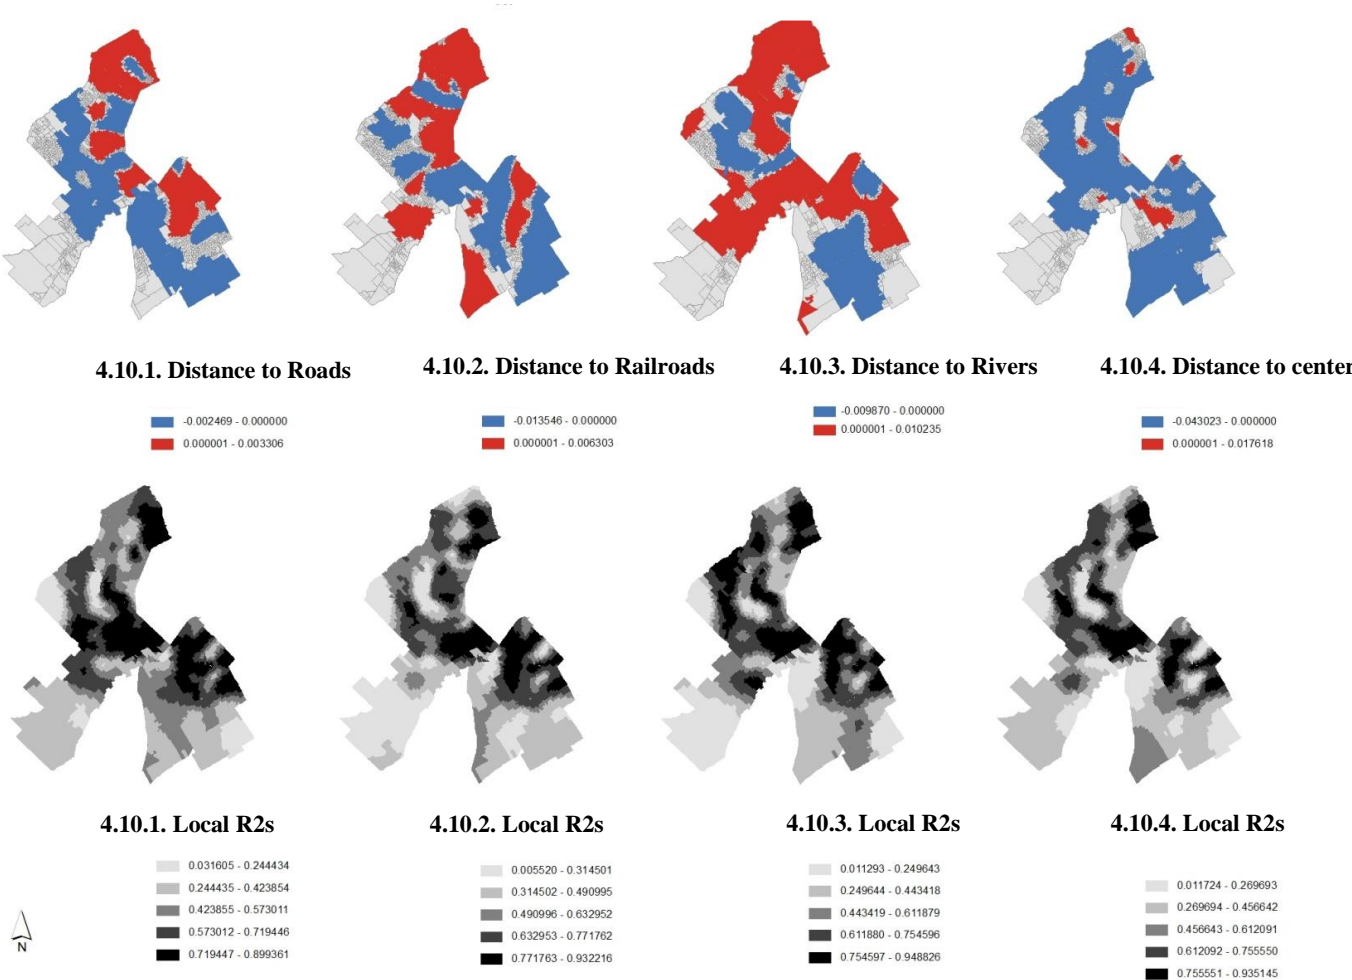 4.10.1. Distance to Roads
4.10.2. Distance to Railroads
4.10.3. Distance to Rivers
4.10.4. Distance to center
-0.002469 - 0.000000
0.000001 - 0.003306
-0.013546 - 0.000000
0.000001 - 0.006303
-0.009870 - 0.000000
0.000001 - 0.010235
-0.043023 - 0.000000
0.000001 - 0.017618
4.10.1. Local R2s
4.10.2. Local R2s
4.10.3. Local R2s
4.10.4. Local R2s
0.031605 - 0.244434
0.244435 - 0.423854
0.423855 - 0.573011
0.573012 - 0.719446
0.719447 - 0.899361
0.005520 - 0.314501
0.314502 - 0.490995
0.490996 - 0.632952
0.632953 - 0.771762
0.771763 - 0.932216
0.011293 - 0.249643
0.249644 - 0.443418
0.443419 - 0.611879
0.611880 - 0.754596
0.754597 - 0.948826
0.011724 - 0.269693
0.269694 - 0.456642
0.456643 - 0.612091
0.612092 - 0.755550
0.755551 - 0.935145
N